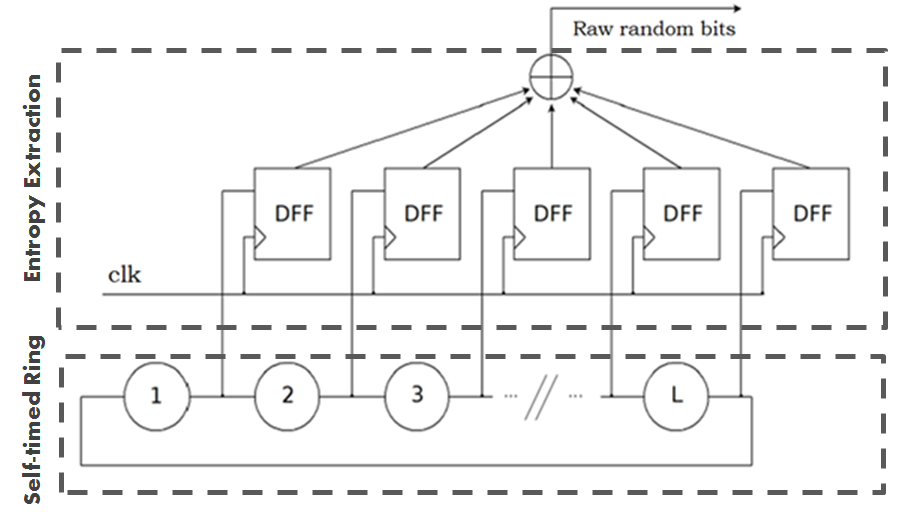 Raw random bits
Entropy Extraction
DFF DFF DFF DFF DFF
clk
Self-timed Ring
1 2 3 ... // ... L